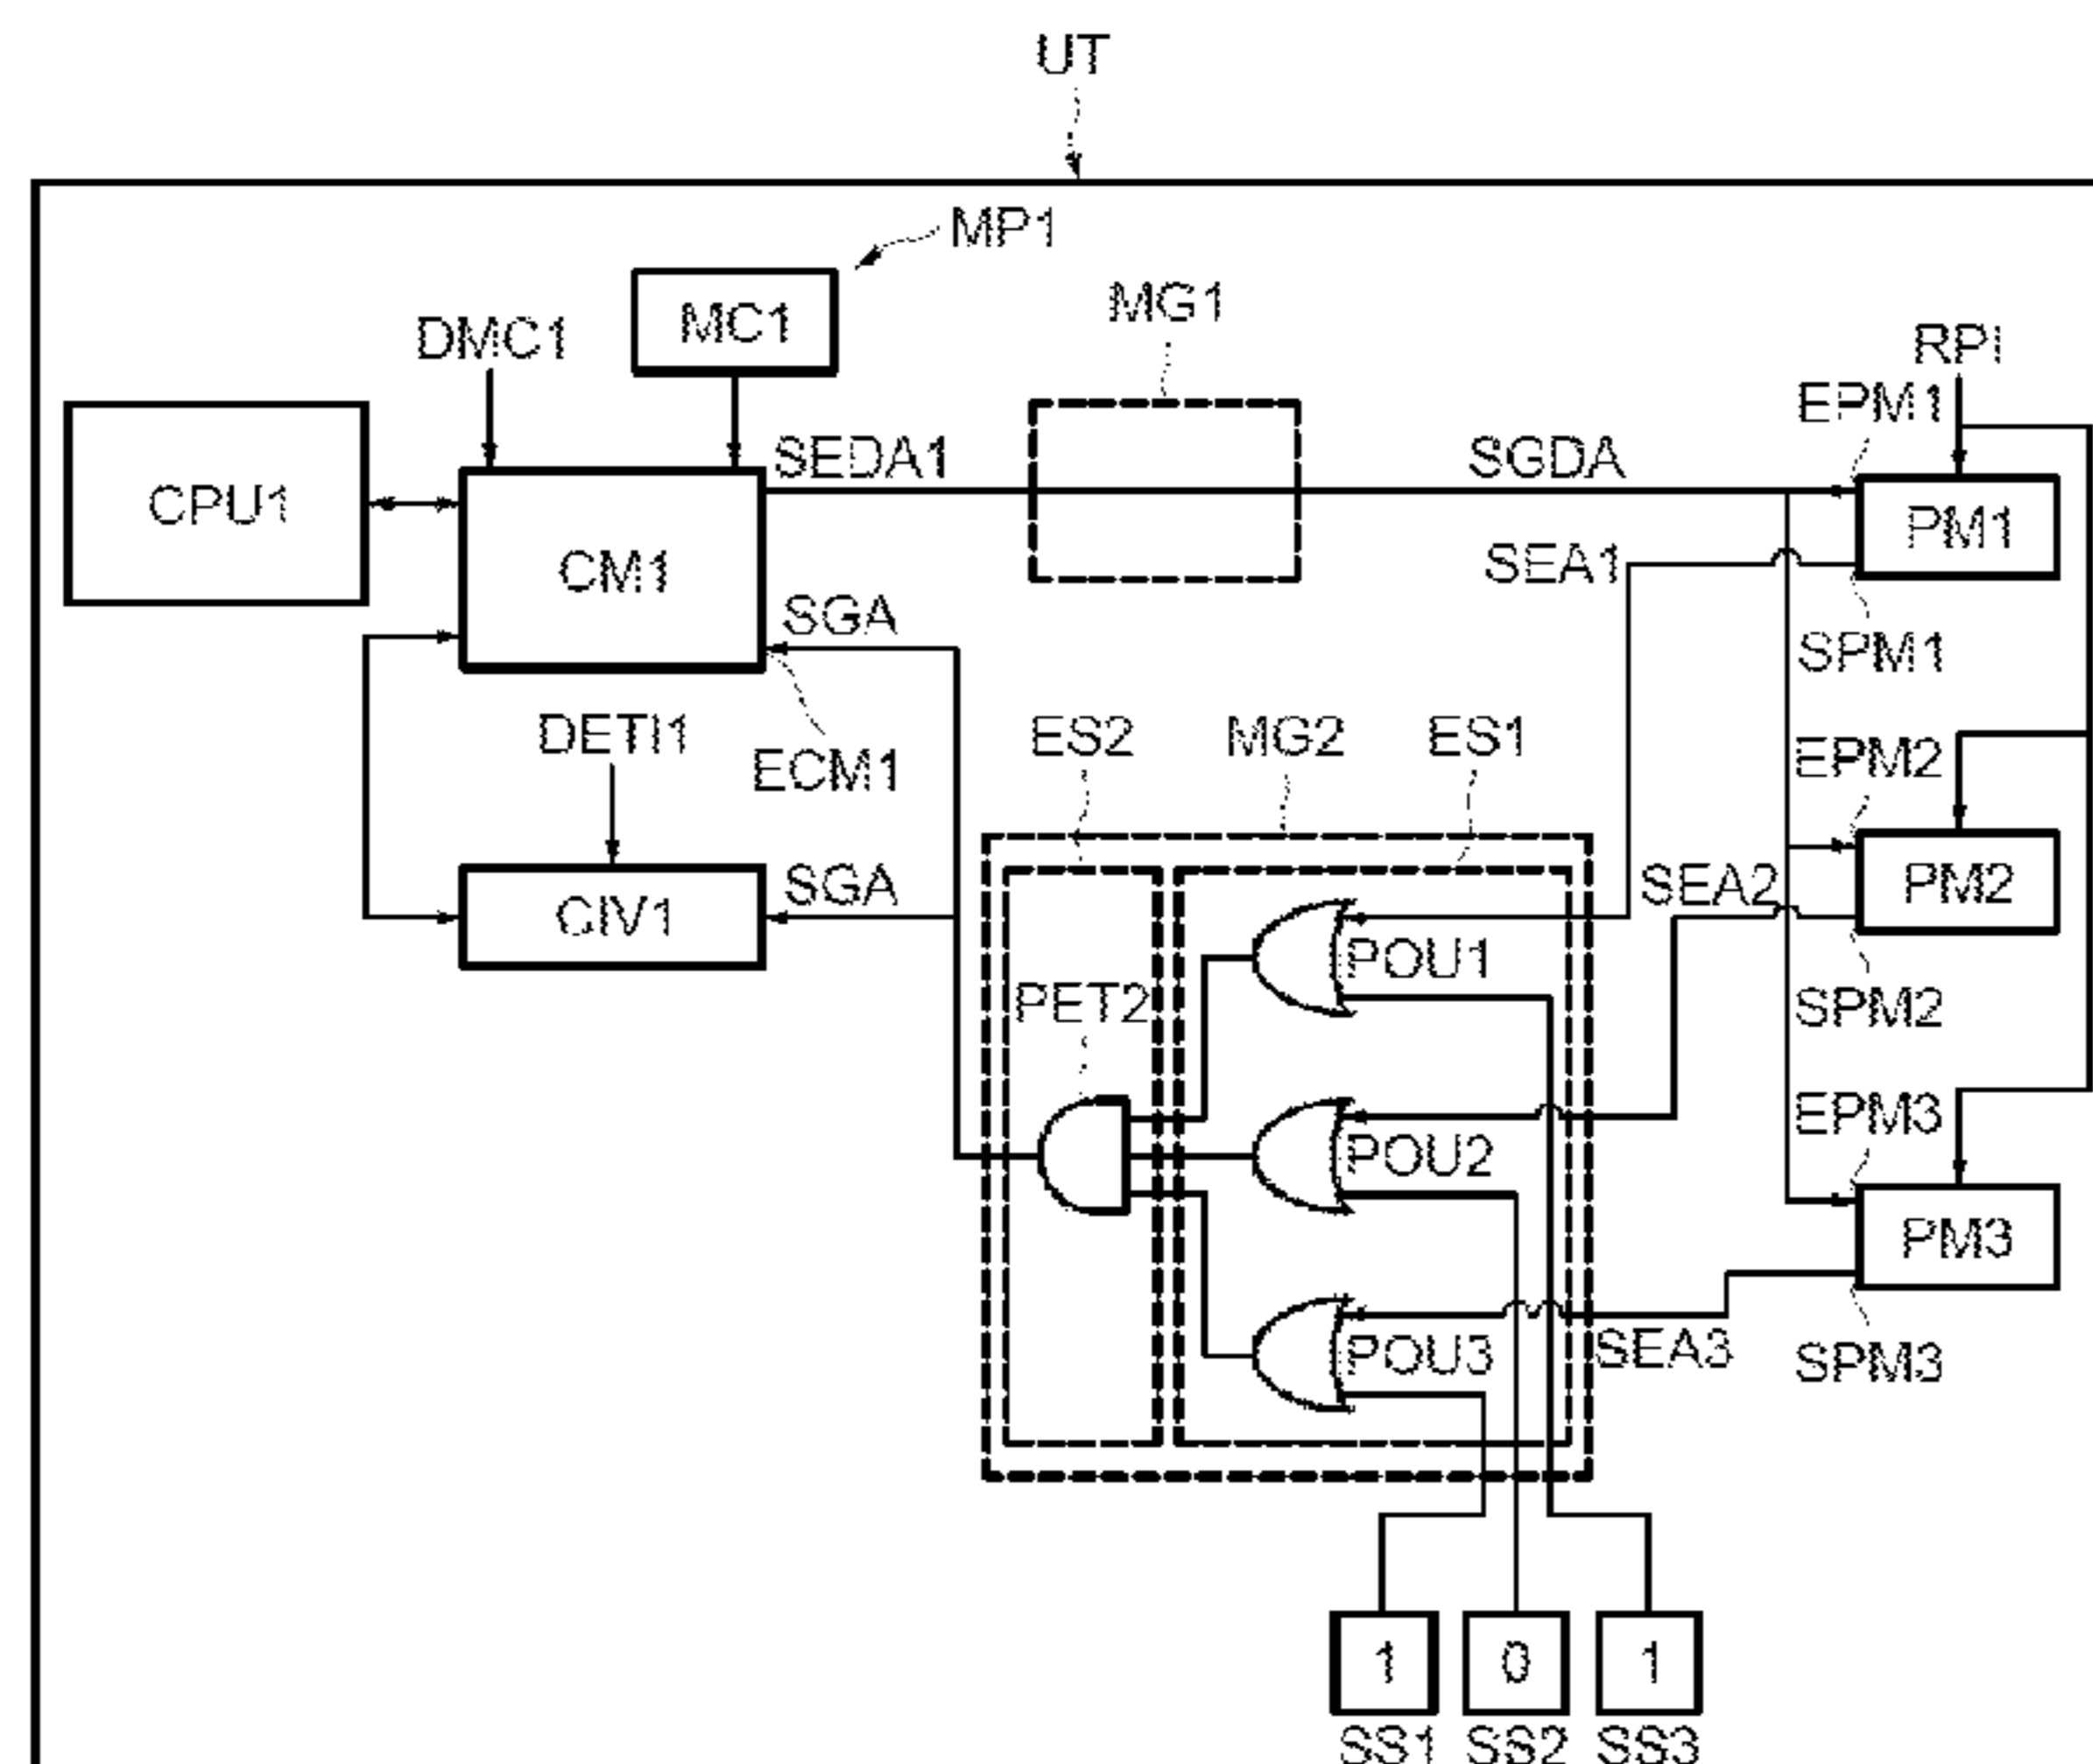 UT
MP1
MC1
DMC1
MG1
RPI
EPM1
SEDA1
SGDA
CPU1
PM1
CM1
SEA1
SGA
SPM1
DETI1
ES2
MG2
ES1
ECM1
EPM2
CIV1
SGA
SEA2
PM2
POU1
PET2
SPM2
EPM3
POU2
PM3
POU3
SEA3
SPM3
1
0
1
SS1
SS2
SS3